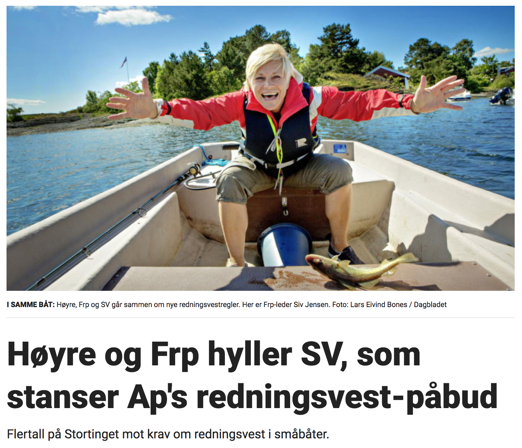 I SAMME BÅT: Høyre, Frp og SV går sammen om nye redningsvestregler. Her er Frp-leder Siv Jensen. Foto: Lars Eivind Bones / Dagbladet
Høyre og Frp hyller SV, som
stanser Ap's redningsvest-påbud
Flertall på Stortinget mot krav om redningsvest i småbåter.